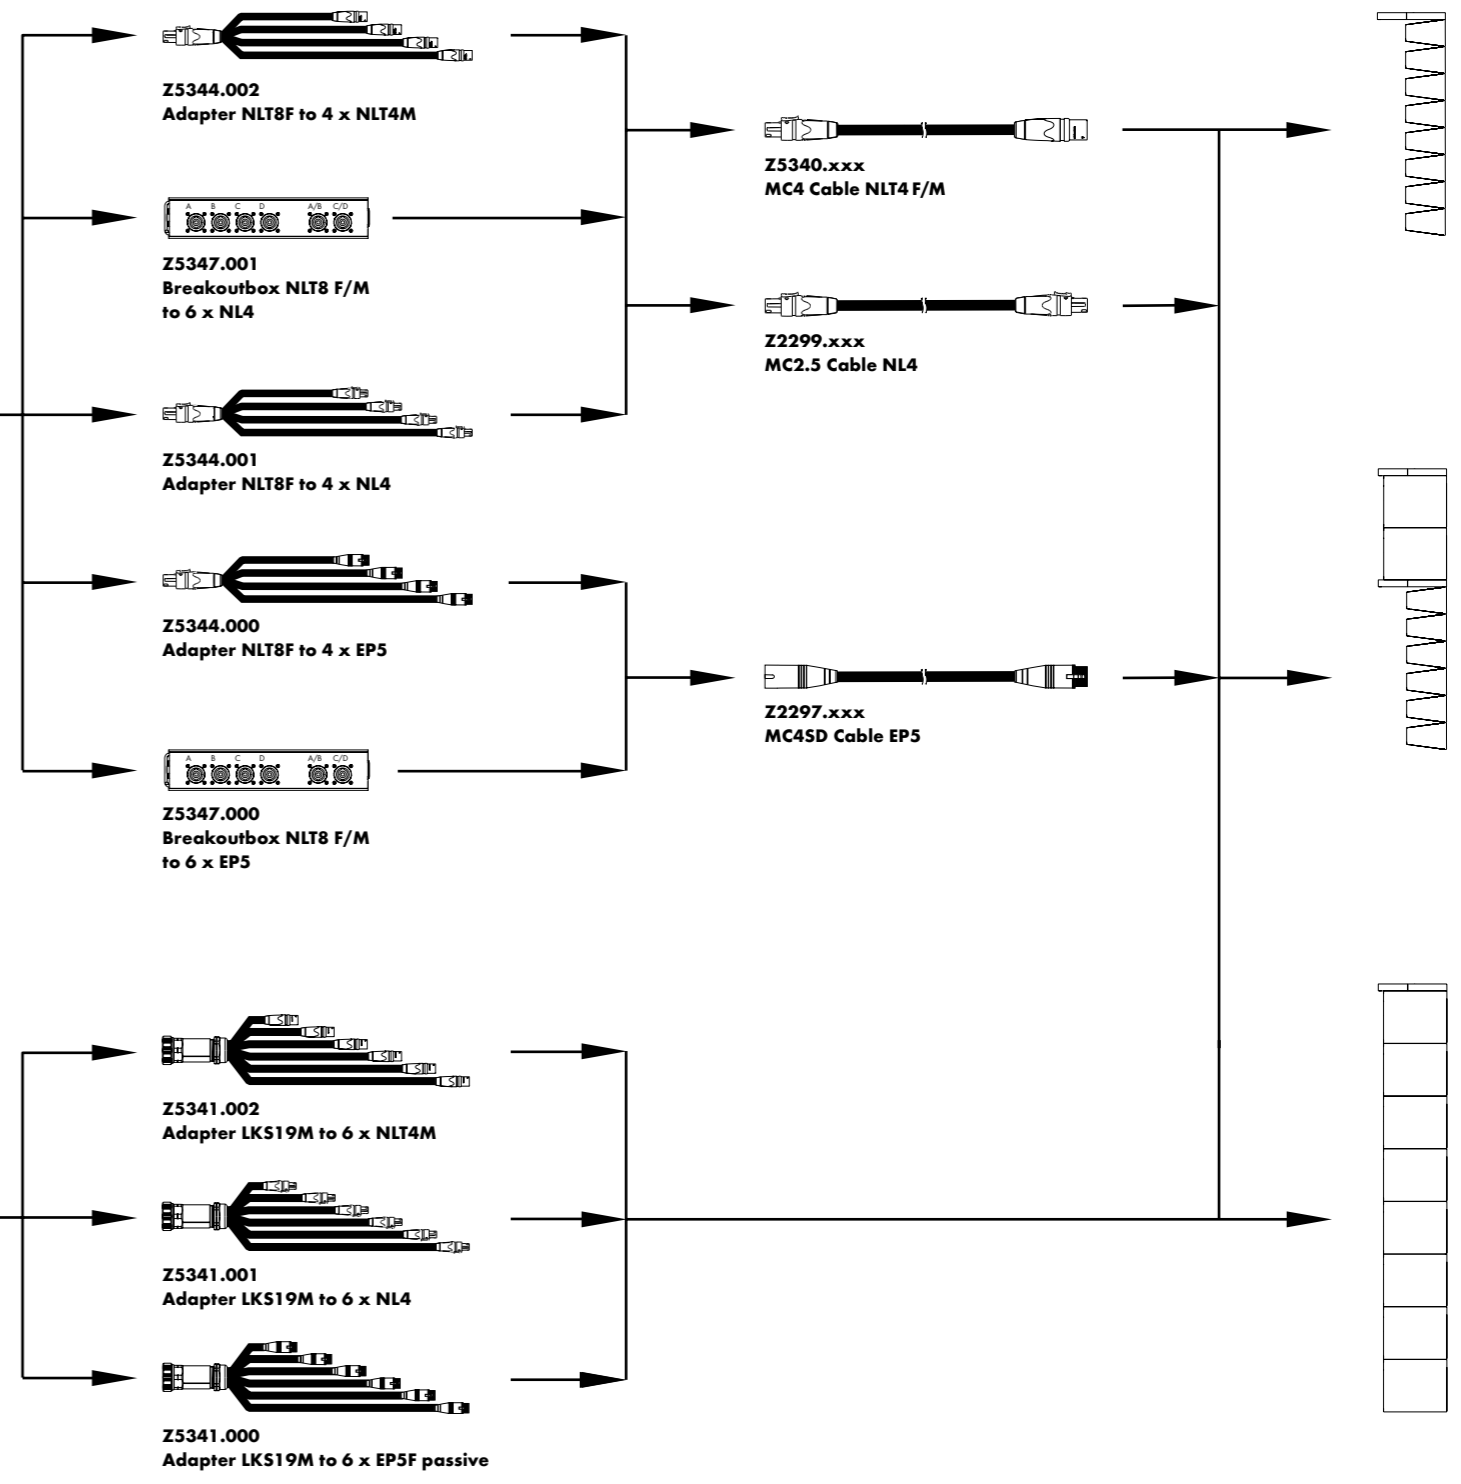 Z5344.002
Adapter NLT8F to 4 x NLT4M
Z5340.xxx
MC4 Cable NLT4 F/M
A B C D A/B C/D
Z5347.001
Breakoutbox NLT8 F/M
to 6 x NL4
Z2299.xxx
MC2.5 Cable NL4
Z5344.001
Adapter NLT8F to 4 x NL4
Z5344.000
Adapter NLT8F to 4 x EP5
Z2297.xxx
MC4SD Cable EP5
A B C D A/B C/D
Z5347.000
Breakoutbox NLT8 F/M
to 6 x EP5
Z5341.002
Adapter LKS19M to 6 x NLT4M
Z5341.001
Adapter LKS19M to 6 x NL4
Z5341.000
Adapter LKS19M to 6 x EP5F passive